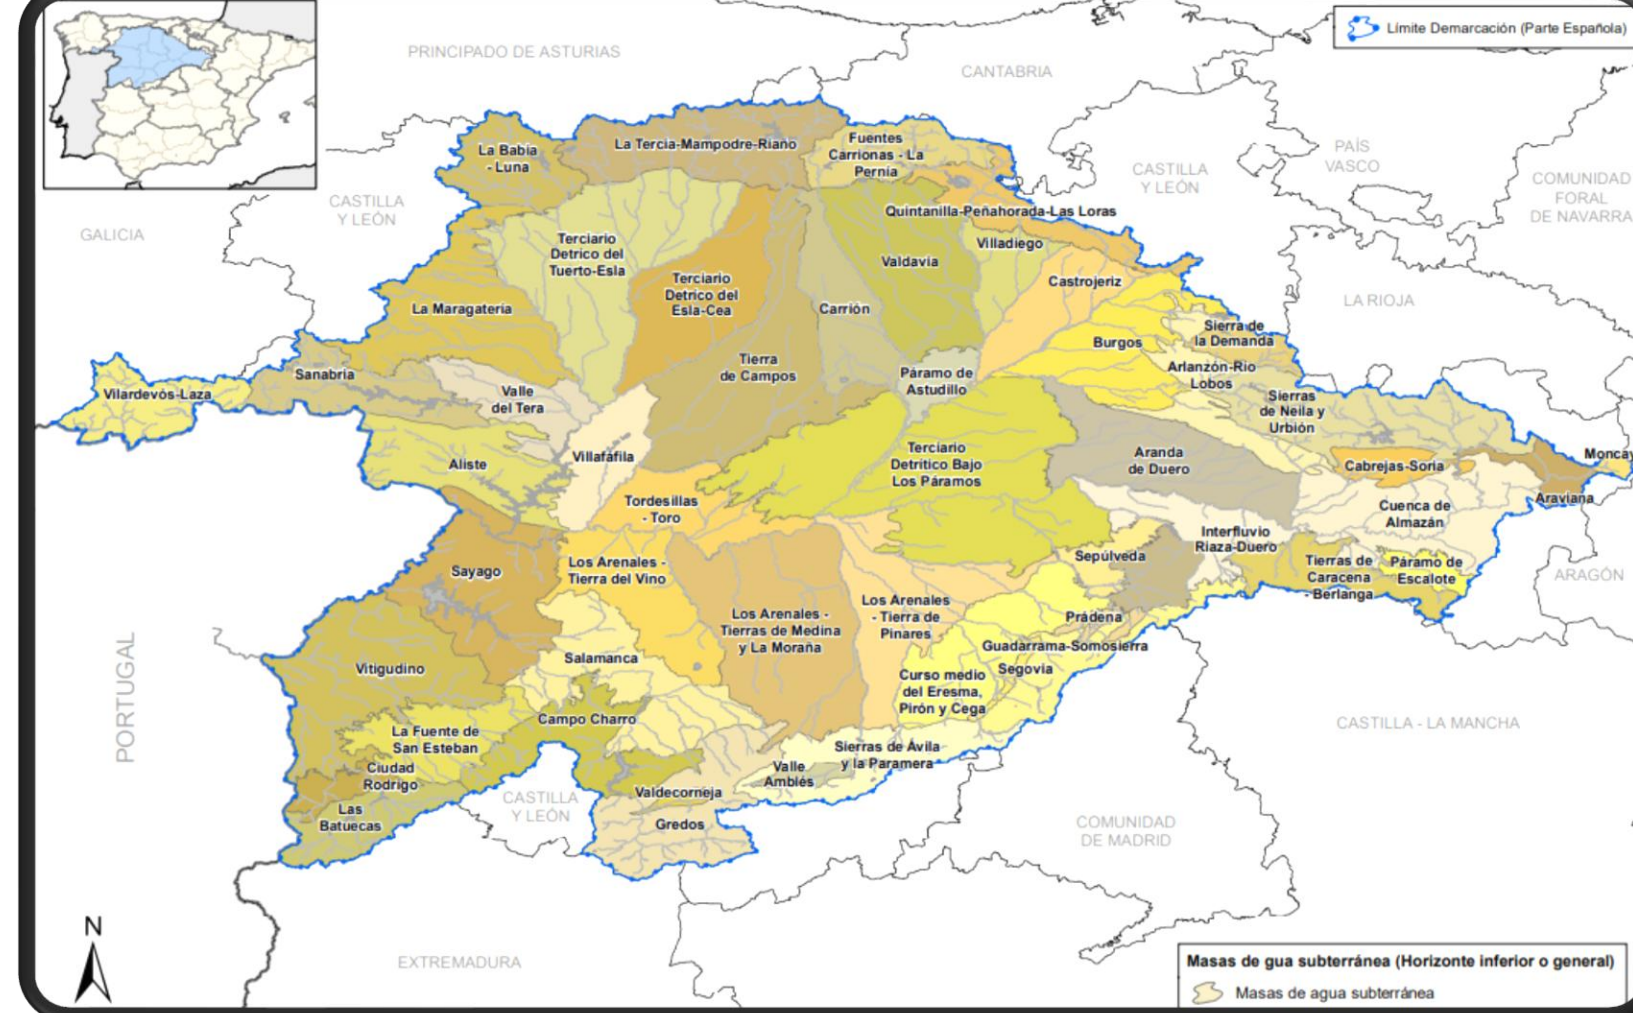 Límite Demarcación (Parte Española)
PRINCIPADO DE ASTURIAS
CANTABRIA
PAÍS
VASCO
CASTILLA
Y LEÓN
COMUNIDAD
FORAL
DE NAVARRA
CASTILLA
Y LEÓN
GALICIA
LA RIOJA
La Babia
- Luna
La Tercia-Mampodre-Riaño
Fuentes
Carrionas - La
Pernía
Quintanilla-Peñahorada-Las Loras
Terciario
Detrico del
Tuerto-Esla
Terciario
Detrico del
Esla-Cea
Valdavia
Villadiego
Castrojeriz
La Maragatería
Carrión
Burgos
Sierra de
la Demanda
Tierra
de Campos
Páramo de
Astudillo
Arlanzón-Río
Lobos
Sierras
de Neila y
Urbión
Vilardevós-Laza
Sanabria
Valle
del Tera
Aliste
Villafáfila
Terciario
Detrítico Bajo
Los Páramos
Aranda
de Duero
Cabrejas-Soria
Moncay
Araviana
Tordesillas
- Toro
Cuenca de
Almazán
Interfluvio
Riaza-Duero
Sepúlveda
Tierras de
Caracena
- Berlanga
Páramo de
Escalote
ARAGÓN
Sayago
Los Arenales -
Tierra del Vino
Los Arenales -
Tierras de Medina
y La Moraña
Los Arenales
- Tierra de
Pinares
Prádena
Guadarrama-Somosierra
Segovia
Curso medio
del Eresma,
Pirón y Cega
PORTUGAL
Vitigudino
Salamanca
Campo Charro
La Fuente de
San Esteban
Ciudad
Rodrigo
Las
Batuecas
Sierras de Ávila
y la Paramera
Valle
Amblés
Valdecorneja
Gredos
CASTILLA
Y LEÓN
CASTILLA - LA MANCHA
COMUNIDAD
DE MADRID
EXTREMADURA
N
Masas de gua subterránea (Horizonte inferior o general)
Masas de agua subterránea